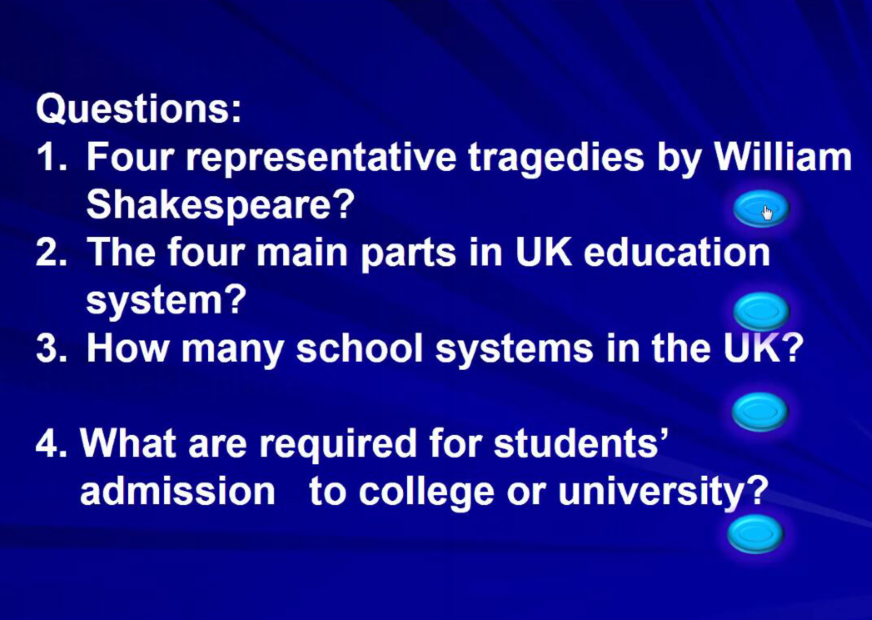 Questions:
1. Four representative tragedies by William
Shakespeare?
2. The four main parts in UK education
system?
3. How many school systems in the UK?
4. What are required for students’
admission to college or university?